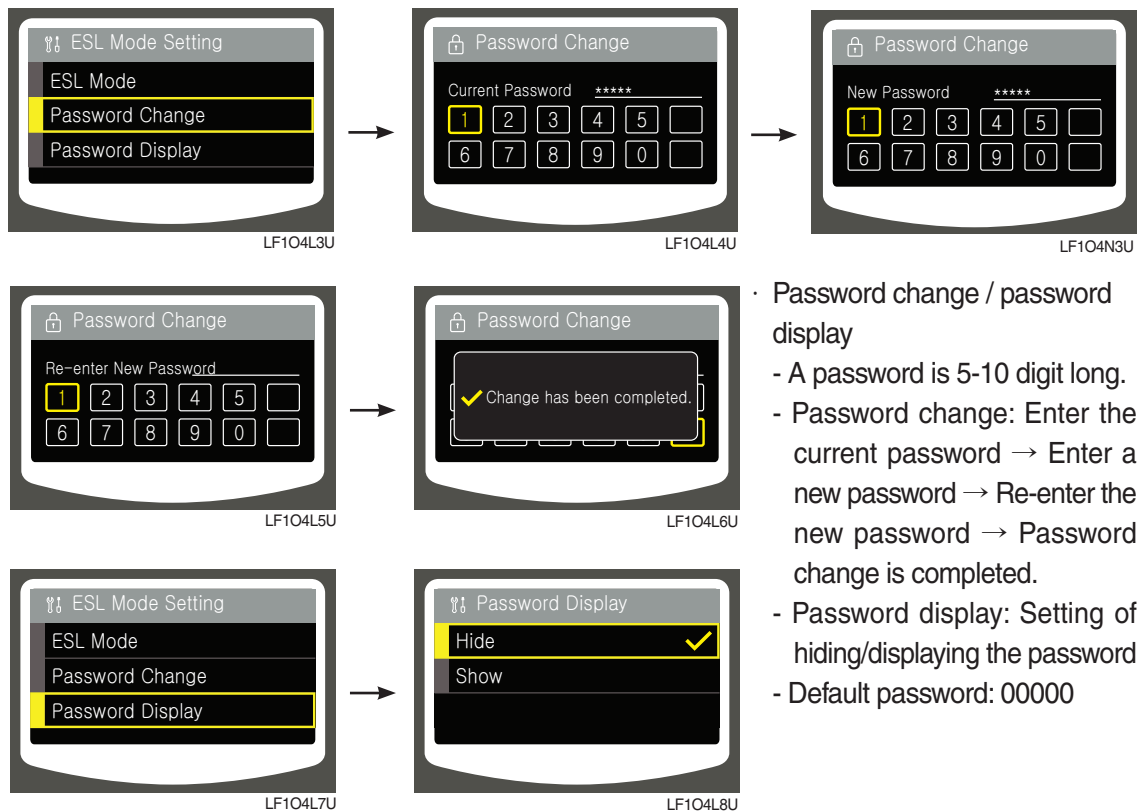 ESL Mode Setting
ESL Mode
Password Change
Password Display
LF1O4L3U
Password Change
Current Password *****
1 2 3 4 5
6 7 8 9 0
LF1O4L4U
Password Change
New Password *****
1 2 3 4 5
6 7 8 9 0
LF1O4N3U
Password Change
Re-enter New Password
1 2 3 4 5
6 7 8 9 0
LF1O4L5U
Password Change
Change has been completed.
LF1O4L6U
ESL Mode Setting
ESL Mode
Password Change
Password Display
LF1O4L7U
Password Display
Hide
Show
LF1O4L8U
· Password change / password
display
- A password is 5-10 digit long.
- Password change: Enter the
current password → Enter a
new password → Re-enter the
new password → Password
change is completed.
- Password display: Setting of
hiding/displaying the password
- Default password: 00000